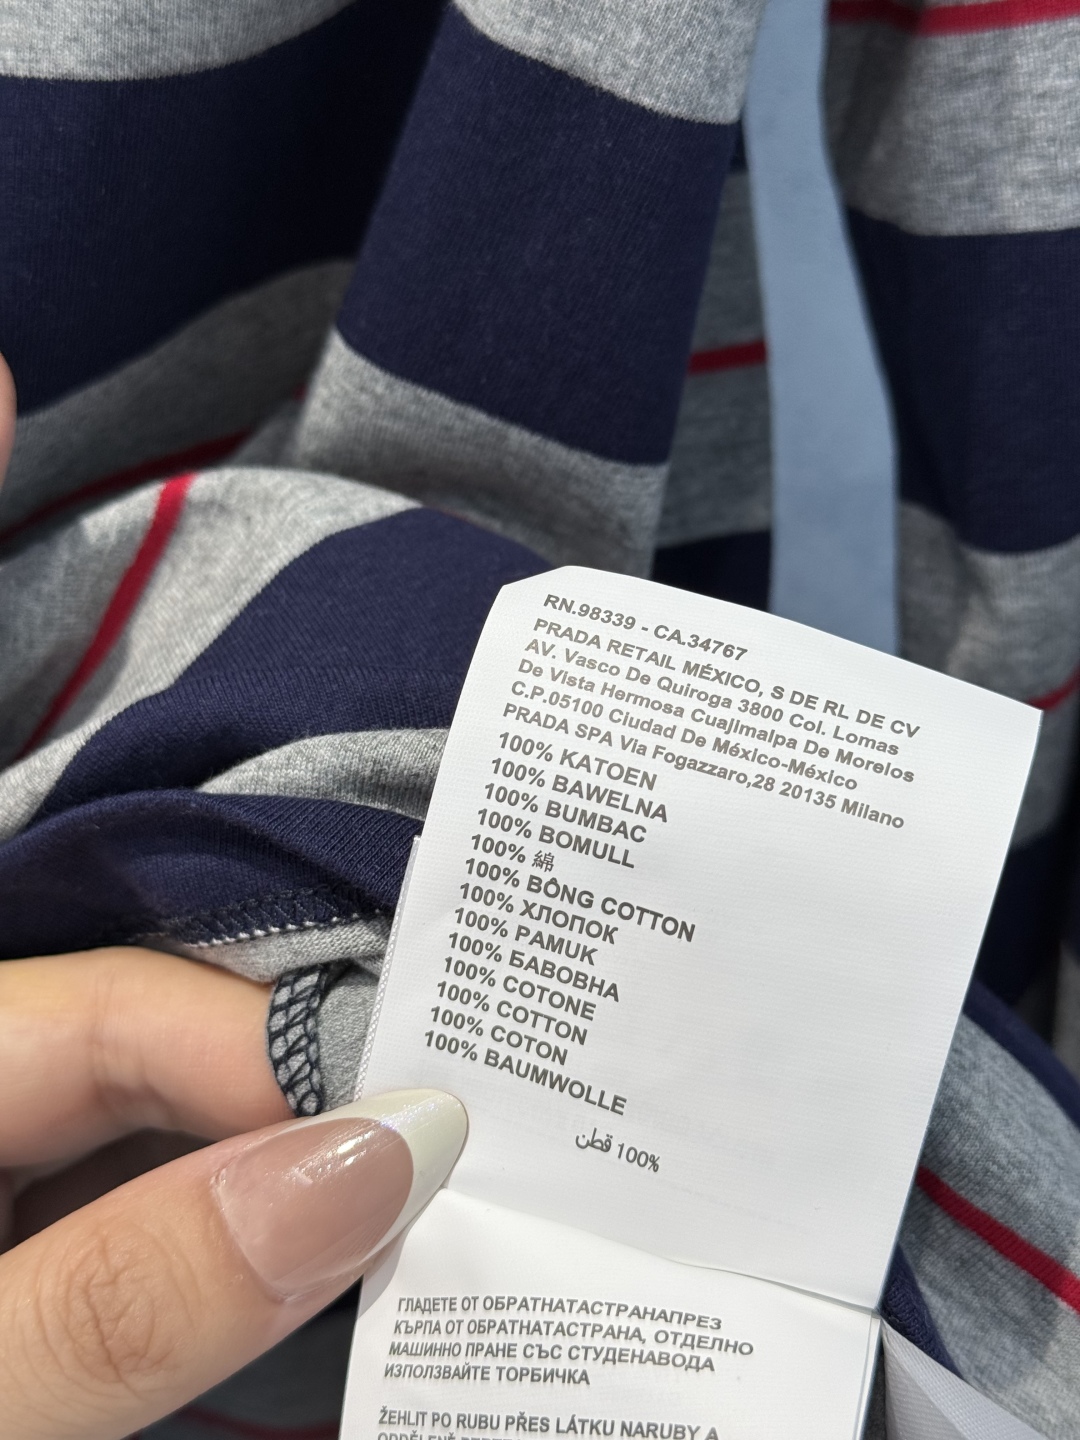 RN.98339 - CA.34767
PRADA RETAIL MÉXICO, S DE RL DE CV
AV. Vasco De Quiroga 3800 Col. Lomas
De Vista Hermosa Cuajimalpa De Morelos
C.P.05100 Ciudad De México-México
PRADA SPA Via Fogazzaro,28 20135 Milano
100% KATOEN
100% BAWELNA
100% BUMBAC
100% BOMULL
100% 綿
100% BÔNG COTTON
100% ХЛОПОК
100% PAMUK
100% БАВОВНА
100% COTONE
100% COTTON
100% COTON
100% BAUMWOLLE
100% قطن
ГЛАДЕТЕ ОТ ОБРАТНАТАСТРАНАПРЕЗ
КЪРПА ОТ ОБРАТНАТАСТРАНА, ОТДЕЛНО
МАШИННО ПРАНЕ СЪС СТУДЕНАВОДА
ИЗПОЛЗВАЙТЕ ТОРБИЧКА
ŽEHLIT PO RUBU PŘES LÁTKU NARUBY A